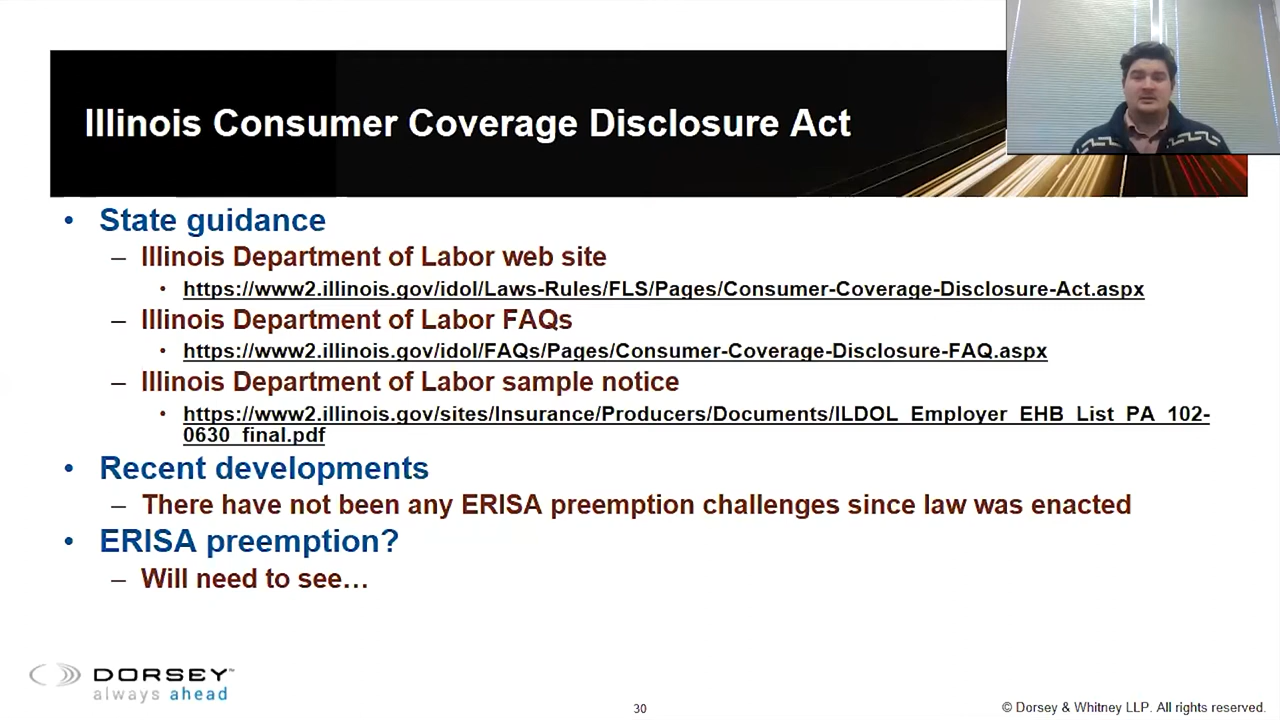 Illinois Consumer Coverage Disclosure Act
• State guidance
– Illinois Department of Labor web site
• https://www2.illinois.gov/idol/Laws-Rules/FLS/Pages/Consumer-Coverage-Disclosure-Act.aspx
– Illinois Department of Labor FAQs
• https://www2.illinois.gov/idol/FAQs/Pages/Consumer-Coverage-Disclosure-FAQ.aspx
– Illinois Department of Labor sample notice
• https://www2.illinois.gov/sites/Insurance/Producers/Documents/ILDOL_Employer_EHB_List_PA_102-
0630_final.pdf
• Recent developments
– There have not been any ERISA preemption challenges since law was enacted
• ERISA preemption?
– Will need to see…
DORSEY™
always ahead
30
© Dorsey & Whitney LLP. All rights reserved.